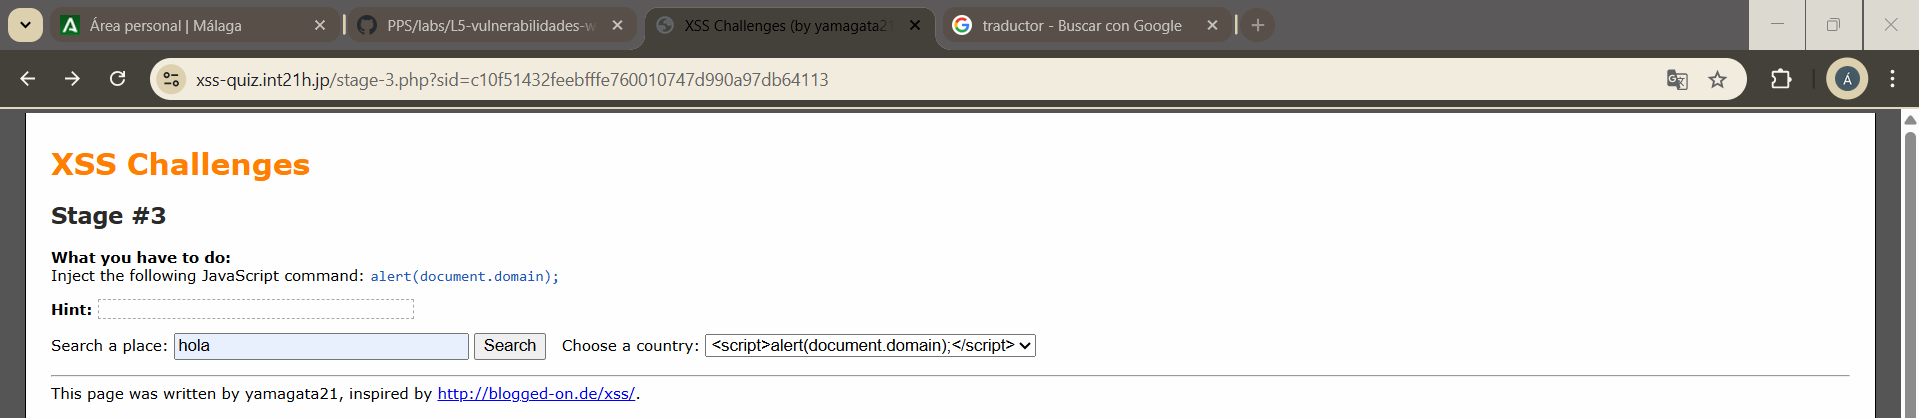 Área personal | Málaga
PPS/labs/L5-vulnerabilidades-w
XSS Challenges (by yamagata21
traductor - Buscar con Google
xss-quiz.int21h.jp/stage-3.php?sid=c10f51432feebfffe760010747d990a97db64113
Á
XSS Challenges
Stage #3
What you have to do:
Inject the following JavaScript command: alert(document.domain);
Hint:
Search a place: hola Search Choose a country: <script>alert(document.domain);</script>
This page was written by yamagata21, inspired by http://blogged-on.de/xss/.